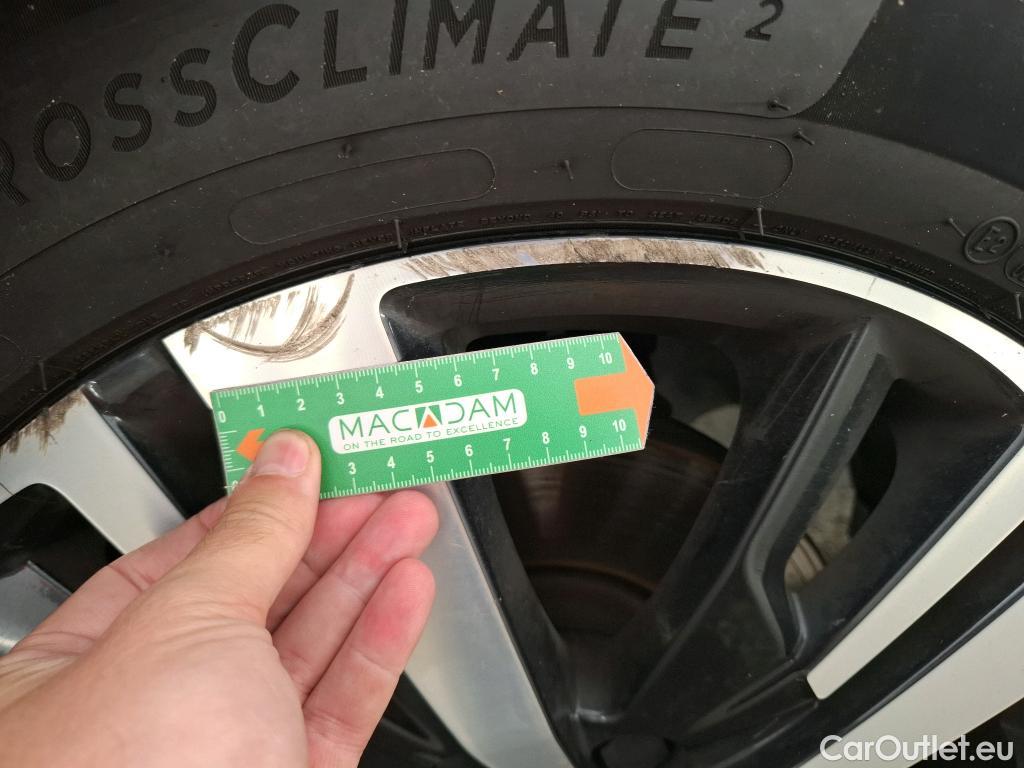 ROSSCLIMATE 2
E2
0 1 2 3 4 5 6 7 8 9 10
MACADAM
ON THE ROAD TO EXCELLENCE
3 4 5 6 7 8 9 10
CarOutlet.eu